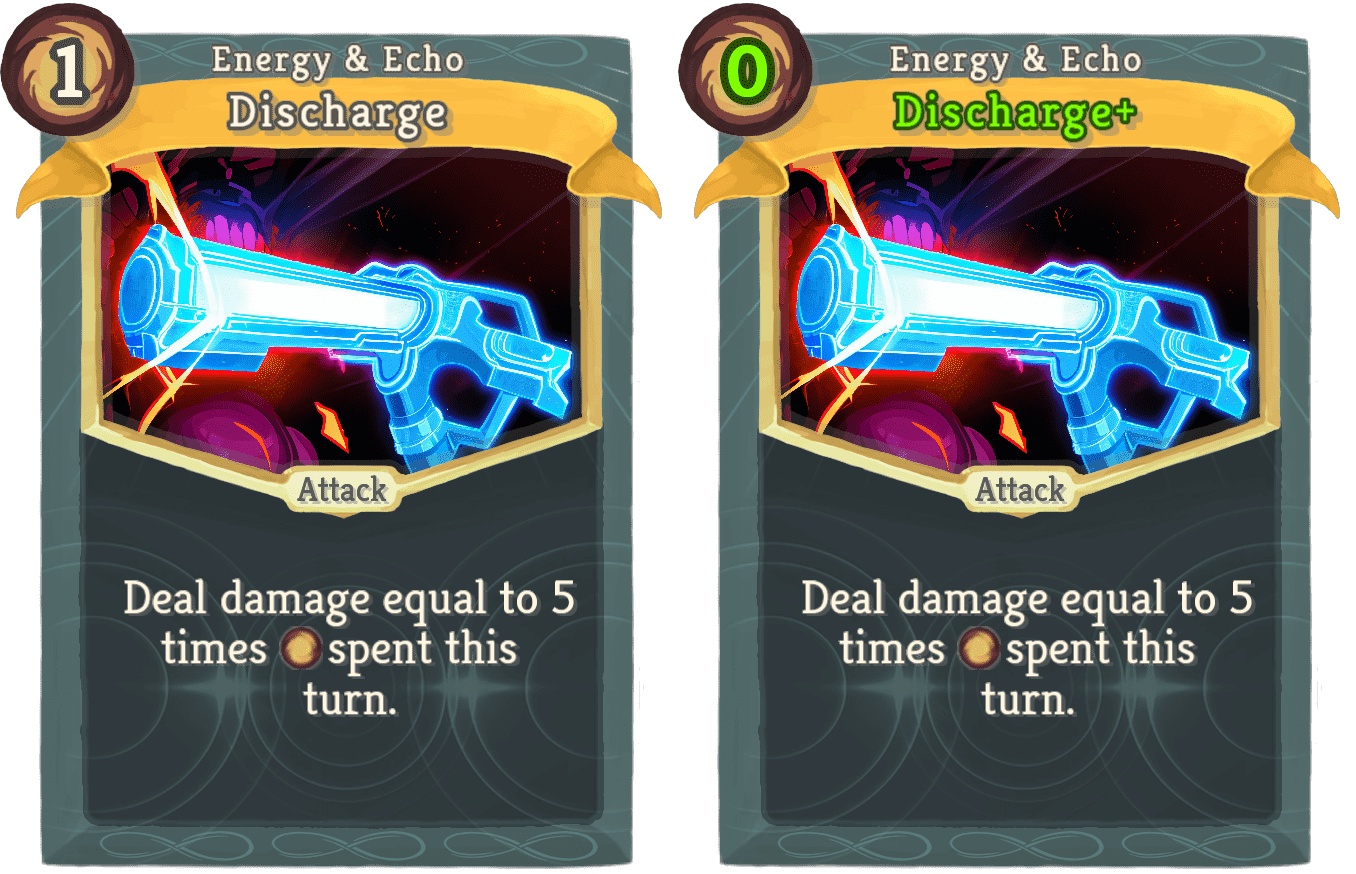 1
Energy & Echo
Discharge
Attack
Deal damage equal to 5
times spent this
turn.
0
Energy & Echo
Discharge+
Attack
Deal damage equal to 5
times spent this
turn.